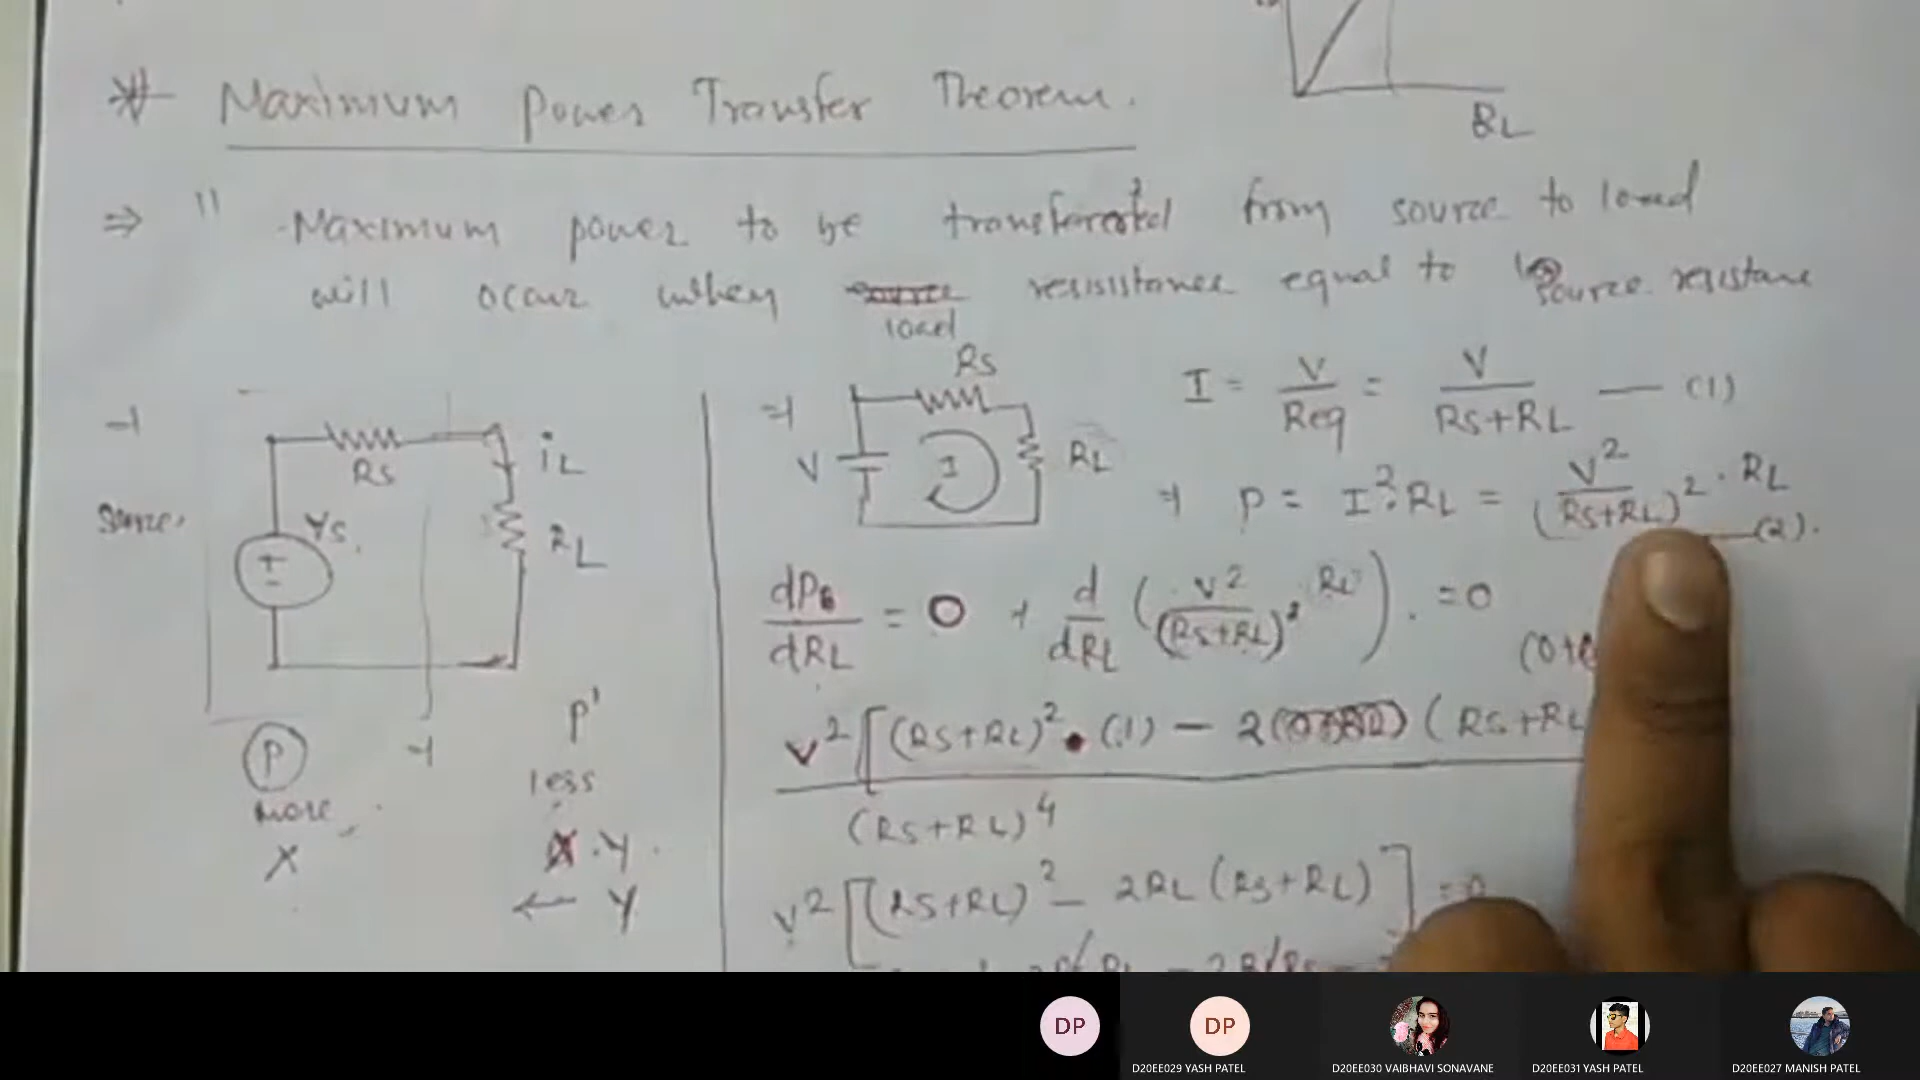 RL
Maximum Power Transfer Theorem.
⇒ " Maximum power to be transferred from source to load
will occur when resisistance equal to source resistance
load
Rs
I = V/Req = V/(Rs+RL) — (1)
Rs
iL
V
I
RL
P = I². RL = V²/(Rs+RL)² · RL
— (2).
Source.
Vs.
RL
dP/dRL = 0
d/dRL (V²/(Rs+RL)² RL). = 0
V² [(Rs+RL)² • (1) − 2 (Rs+RL
(Rs+RL)⁴
V² [(Rs+RL)² − 2RL (Rs+RL)] = 0
P
P'
more
less
X
Y.
← Y
DP
DP
D20EE029 YASH PATEL
D20EE030 VAIBHAVI SONAVANE
D20EE031 YASH PATEL
D20EE027 MANISH PATEL